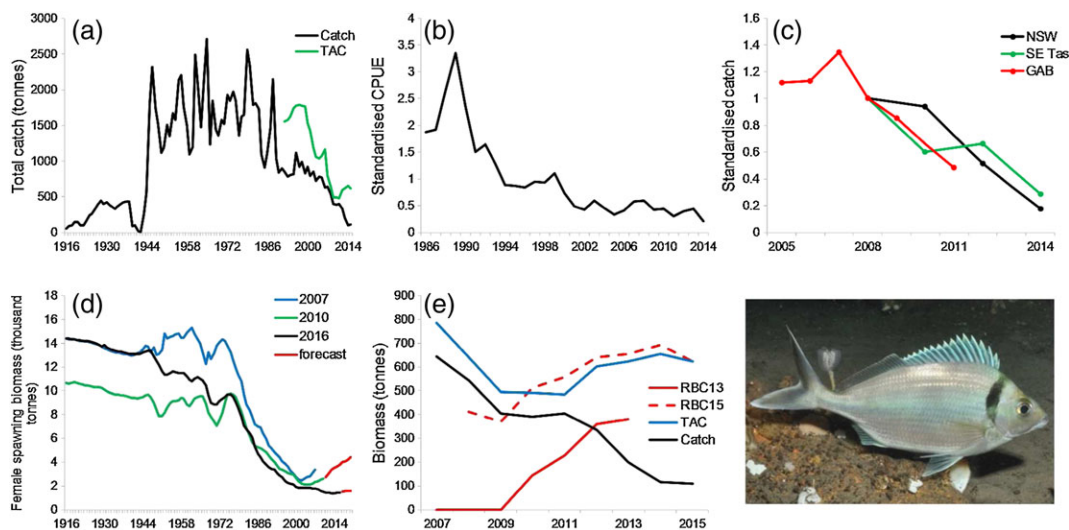 (a)
Catch
TAC
Total catch (tonnes)
3000
2500
2000
1500
1000
500
0
1916 1930 1944 1958 1972 1986 2000 2014
(b)
Standardised CPUE
4
3.5
3
2.5
2
1.5
1
0.5
0
1986 1990 1994 1998 2002 2006 2010 2014
(c)
NSW
SE Tas
GAB
Standardised catch
1.6
1.4
1.2
1
0.8
0.6
0.4
0.2
0
2005 2008 2011 2014
(d)
2007
2010
2016
forecast
Female spawning biomass (thousand
tonnes)
18
16
14
12
10
8
6
4
2
0
1916 1930 1944 1958 1972 1986 2000 2014
(e)
RBC13
RBC15
TAC
Catch
Biomass (tonnes)
900
800
700
600
500
400
300
200
100
0
2007 2009 2011 2013 2015